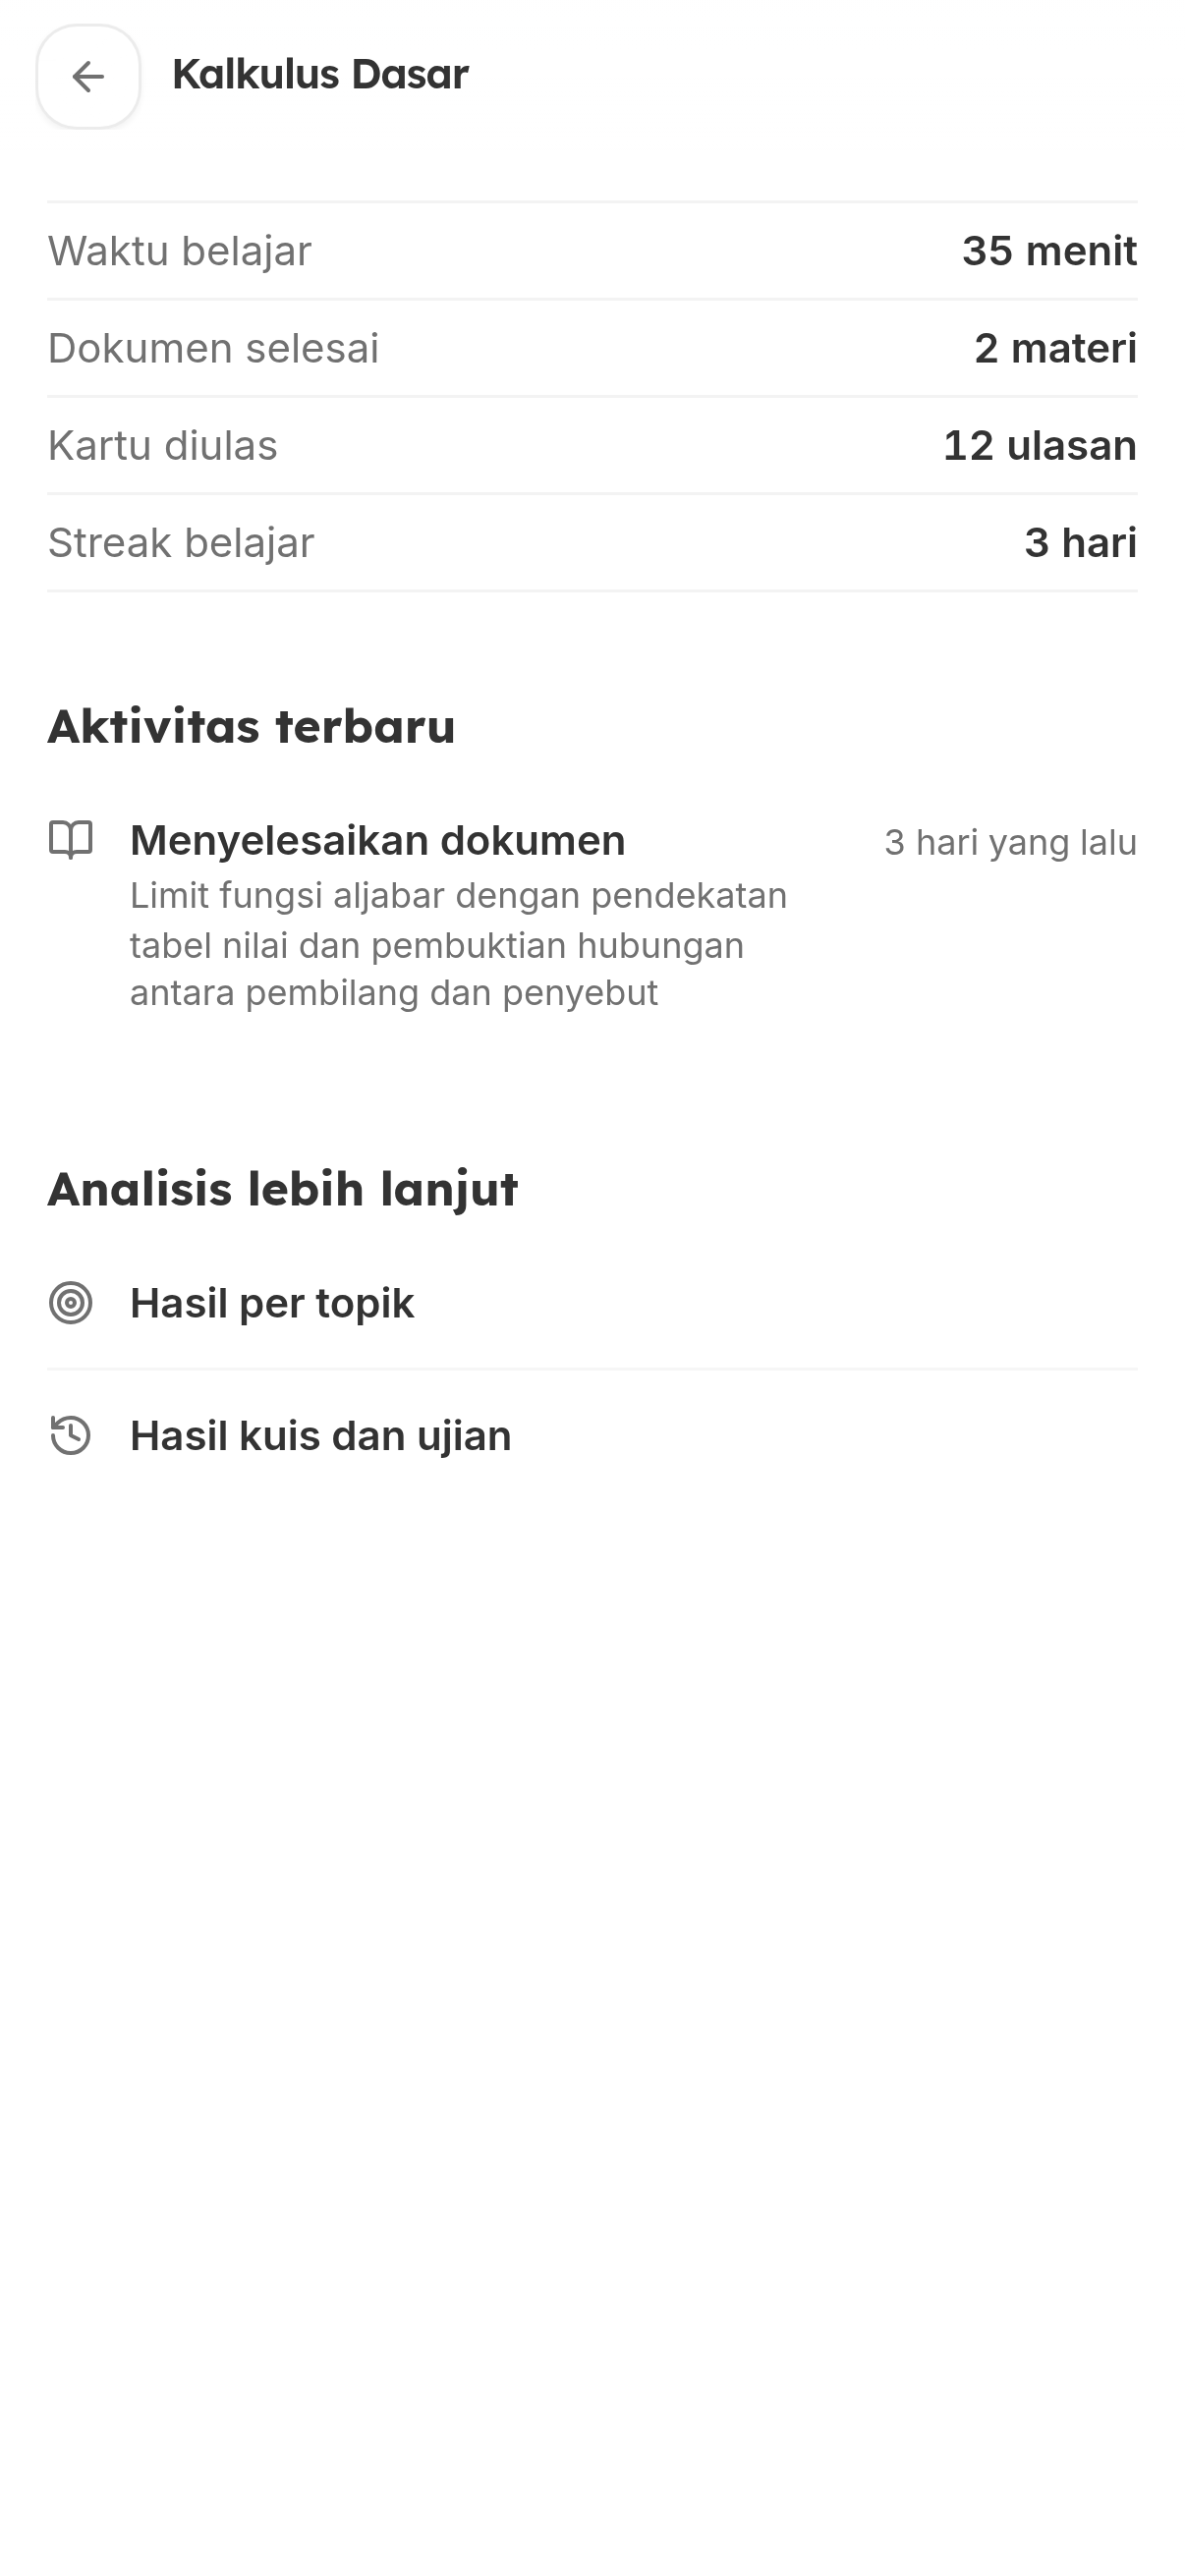 Kalkulus Dasar
Waktu belajar 35 menit
Dokumen selesai 2 materi
Kartu diulas 12 ulasan
Streak belajar 3 hari
Aktivitas terbaru
Menyelesaikan dokumen 3 hari yang lalu
Limit fungsi aljabar dengan pendekatan
tabel nilai dan pembuktian hubungan
antara pembilang dan penyebut
Analisis lebih lanjut
Hasil per topik
Hasil kuis dan ujian